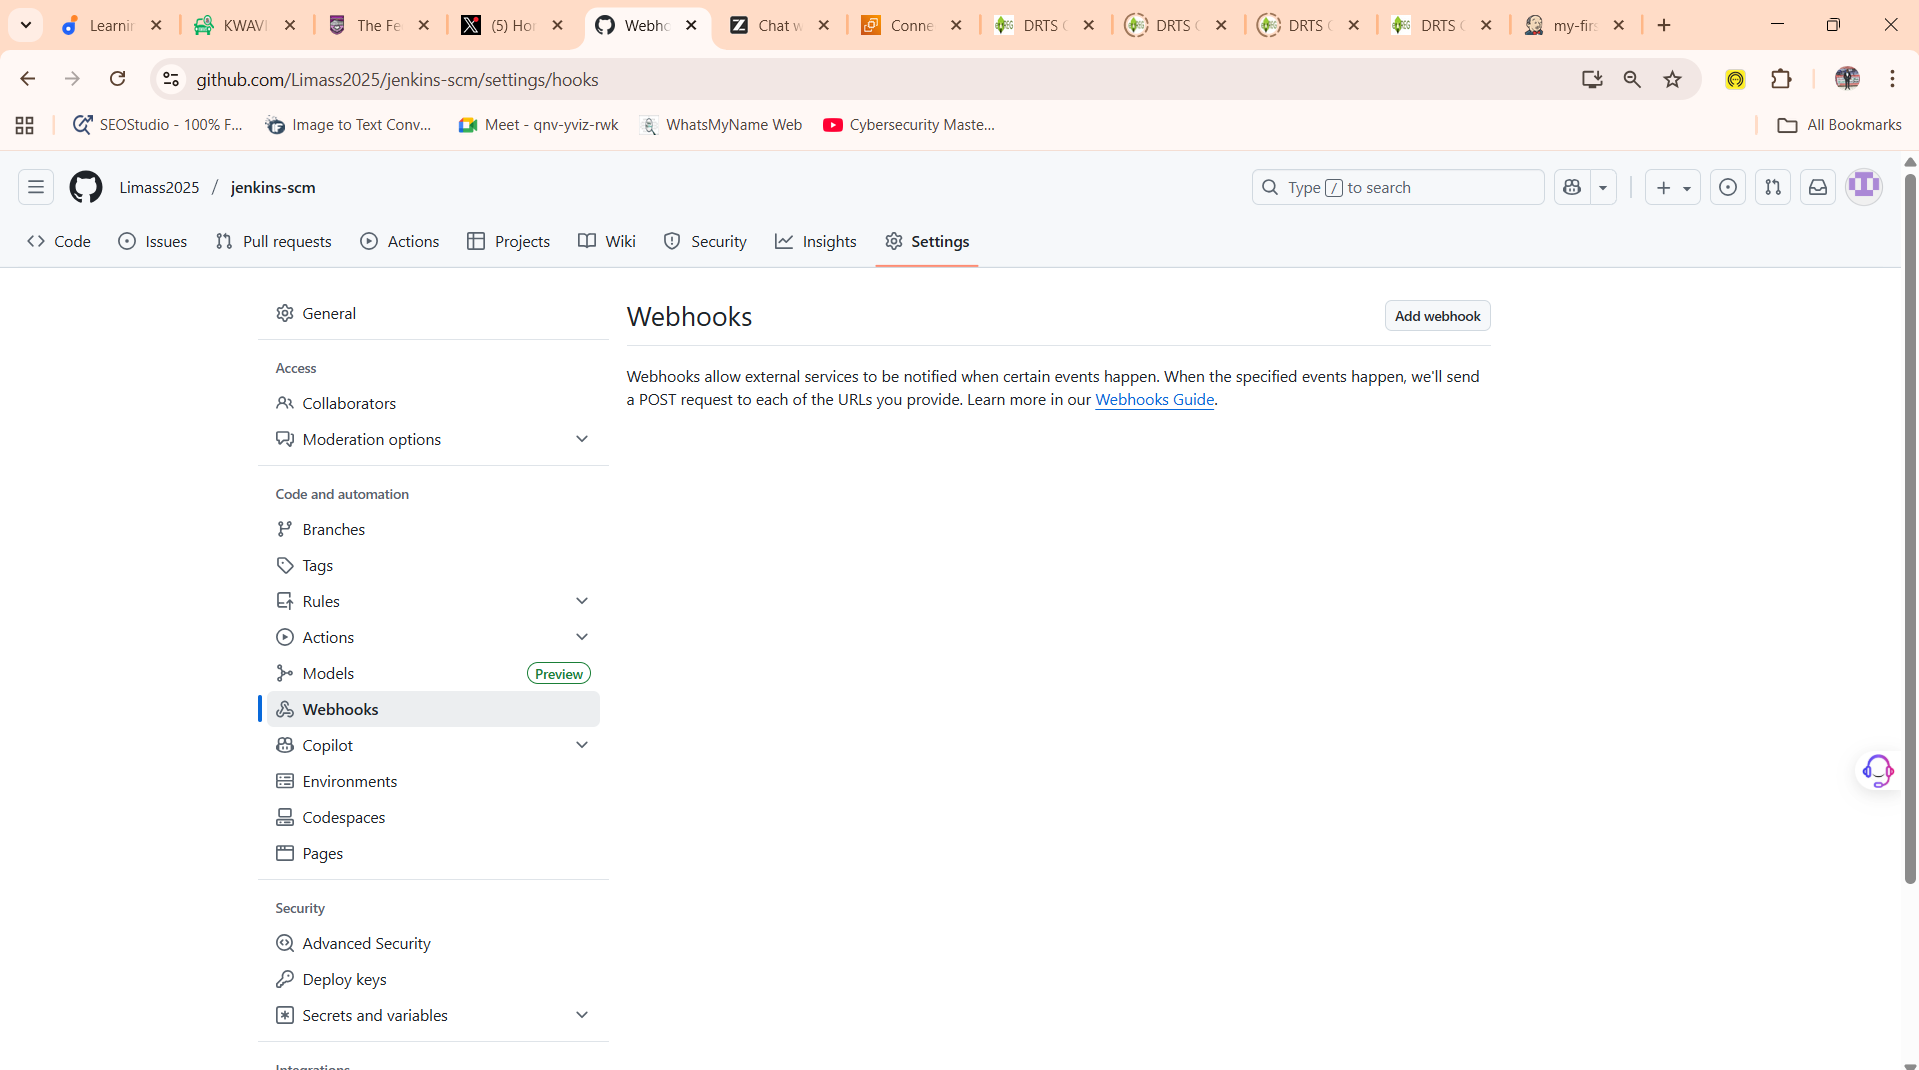 Learnin
KWAVI
The Fe
(5) Hor
Webho
Chat w
Conne
DRTS
DRTS
DRTS
DRTS
my-firs
github.com/Limass2025/jenkins-scm/settings/hooks
SEOStudio - 100% F...
Image to Text Conv...
Meet - qnv-yviz-rwk
WhatsMyName Web
Cybersecurity Maste...
All Bookmarks
Limass2025 / jenkins-scm
Type / to search
Code
Issues
Pull requests
Actions
Projects
Wiki
Security
Insights
Settings
General
Access
Collaborators
Moderation options
Code and automation
Branches
Tags
Rules
Actions
Models Preview
Webhooks
Copilot
Environments
Codespaces
Pages
Security
Advanced Security
Deploy keys
Secrets and variables
Integrations
Webhooks
Add webhook
Webhooks allow external services to be notified when certain events happen. When the specified events happen, we'll send
a POST request to each of the URLs you provide. Learn more in our Webhooks Guide.